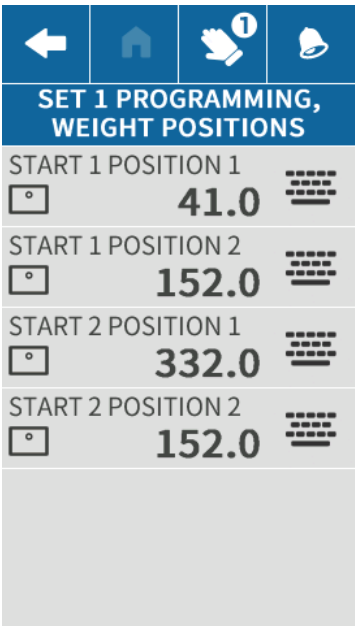 1
SET 1 PROGRAMMING,
WEIGHT POSITIONS
START 1 POSITION 1
° 41.0
START 1 POSITION 2
° 152.0
START 2 POSITION 1
° 332.0
START 2 POSITION 2
° 152.0